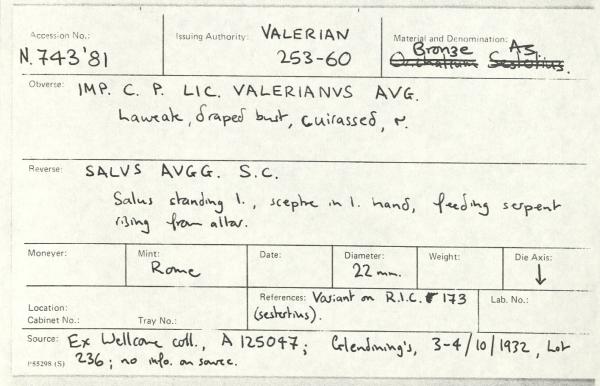 Accession No.: Issuing Authority: VALERIAN Material and Denomination:
Bronze As
N.743'81 253-60 Orichalcum Sestertius.
Obverse: IMP. C. P. LIC. VALERIANVS AVG.
Laureate, draped bust, cuirassed, r.
Reverse: SALVS AVGG. S.C.
Salus standing l., sceptre in l. hand, feeding serpent
rising from altar.
Moneyer: Mint: Date: Diameter: Weight: Die Axis:
Rome 22 mm. ↓
Location: References: Variant on R.I.C. 173 Lab. No.:
Cabinet No.: Tray No.: (sestertius).
Source: Ex Wellcome coll., A 125047; Glendining's, 3-4/10/1932, Lot
236; no info. on source.
P55298 (S)